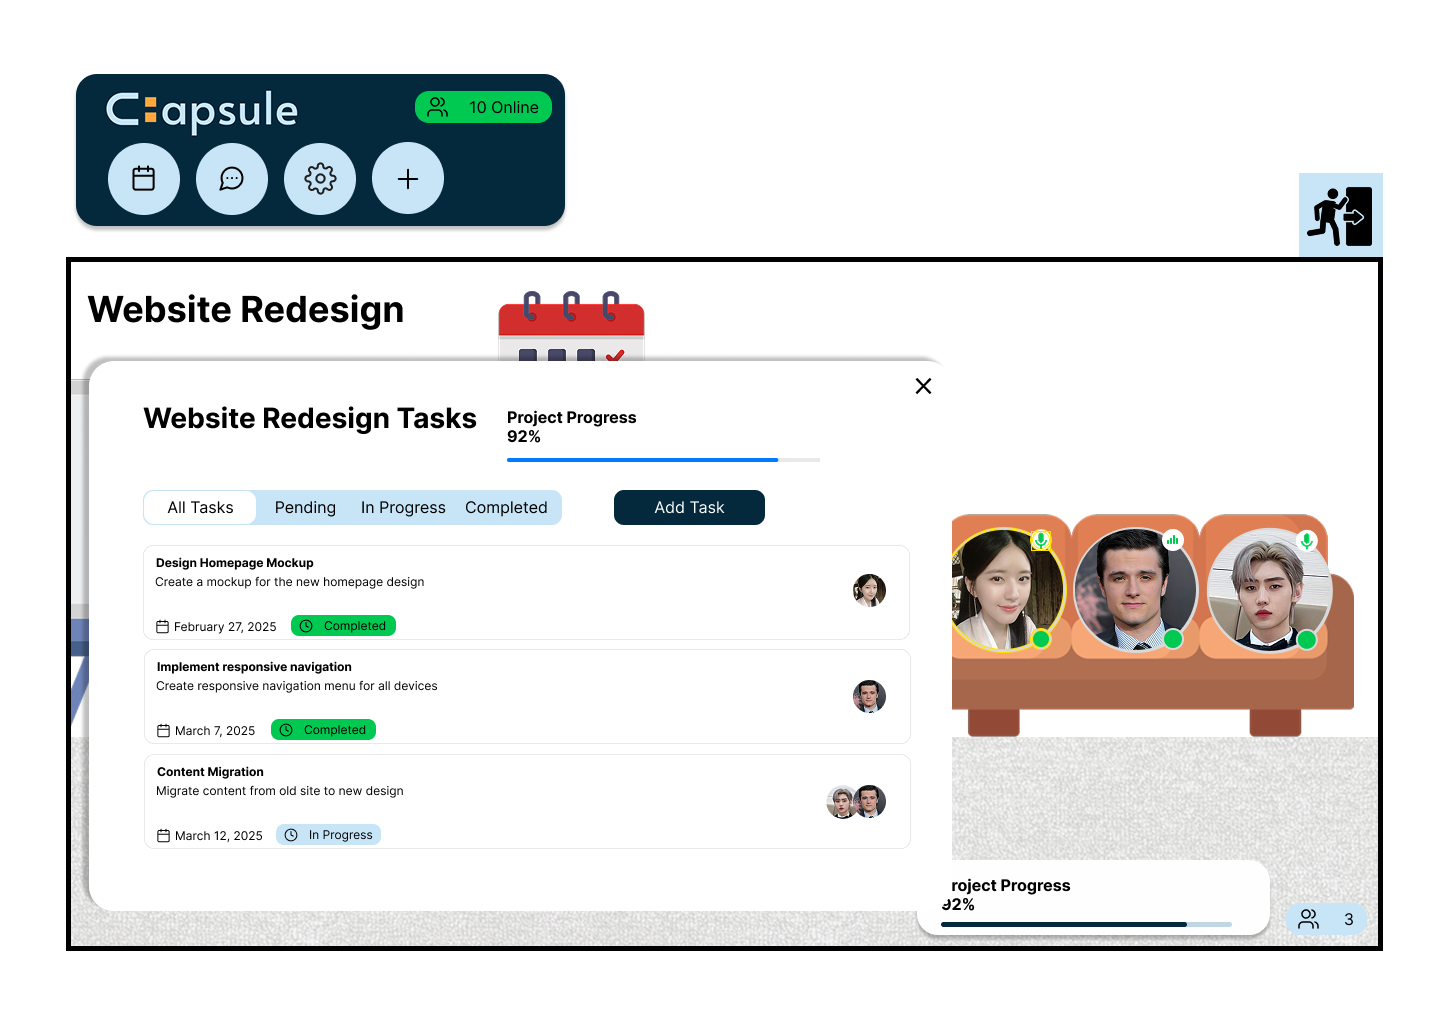 C:apsule
10 Online
Website Redesign
Website Redesign Tasks
Project Progress
92%
All Tasks
Pending
In Progress
Completed
Add Task
Design Homepage Mockup
Create a mockup for the new homepage design
February 27, 2025
Completed
Implement responsive navigation
Create responsive navigation menu for all devices
March 7, 2025
Completed
Content Migration
Migrate content from old site to new design
March 12, 2025
In Progress
roject Progress
92%
3